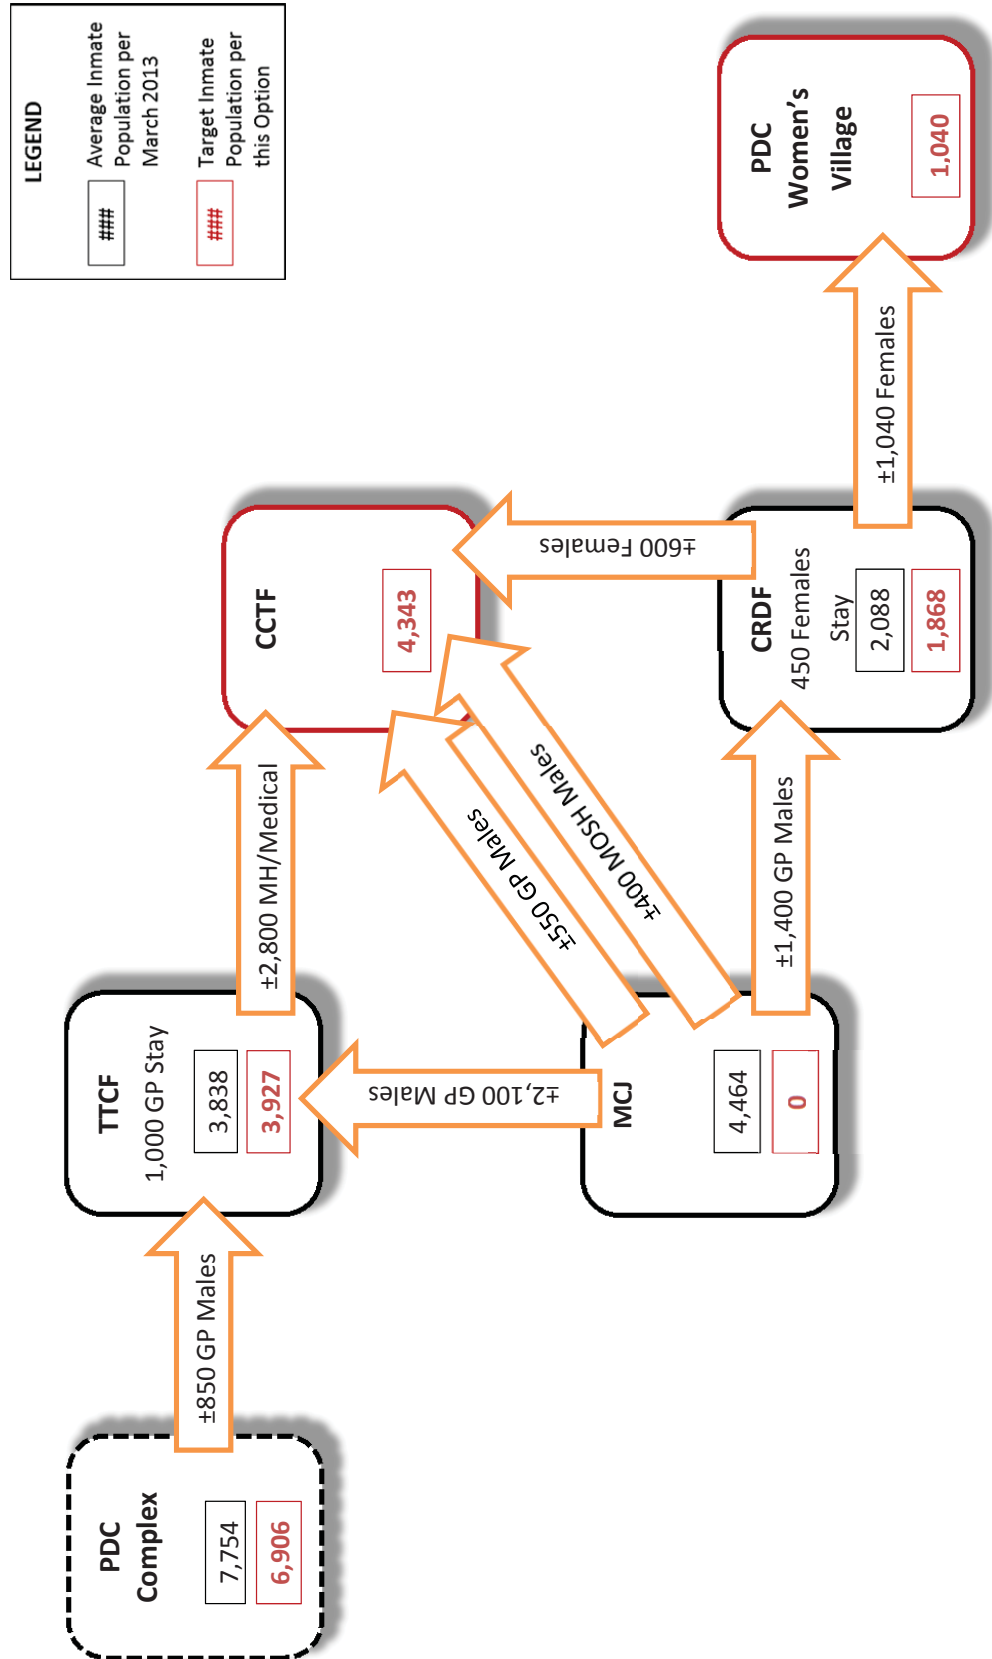 LEGEND
###
Average Inmate
Population per
March 2013
###
Target Inmate
Population per
this Option
PDC
Complex
7,754
6,906
±850 GP Males
TTCF
1,000 GP Stay
3,838
3,927
±2,800 MH/Medical
CCTF
4,343
±2,100 GP Males
±550 GP Males
±400 MOSH Males
±600 Females
MCJ
4,464
0
±1,400 GP Males
CRDF
450 Females
Stay
2,088
1,868
±1,040 Females
PDC
Women's
Village
1,040